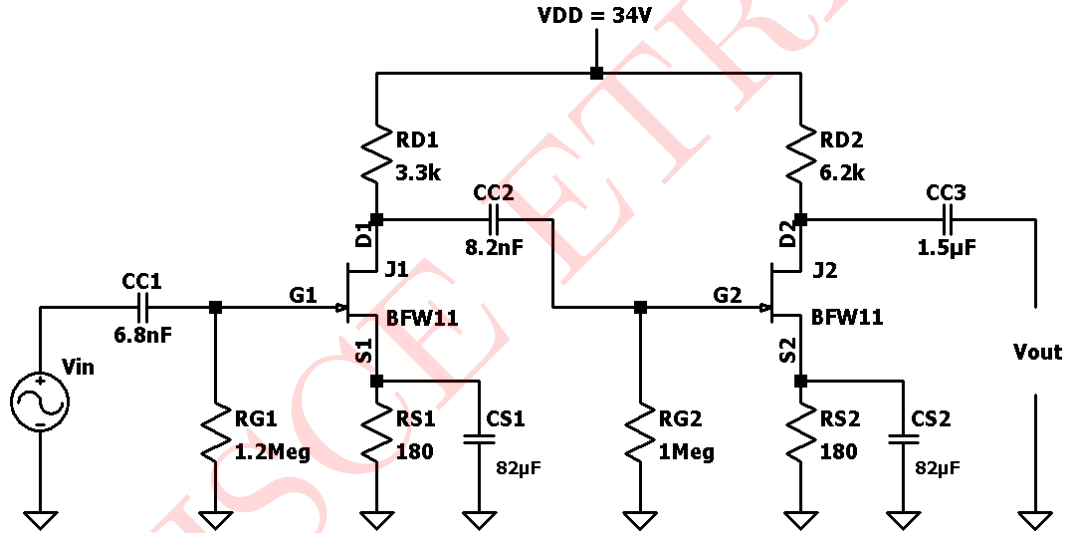 VDD = 34V
RD1
3.3k
RD2
6.2k
CC2
8.2nF
CC3
1.5µF
D1
D2
J1
BFW11
J2
BFW11
CC1
6.8nF
G1
G2
S1
S2
Vin
Vout
RG1
1.2Meg
RS1
180
CS1
82µF
RG2
1Meg
RS2
180
CS2
82µF